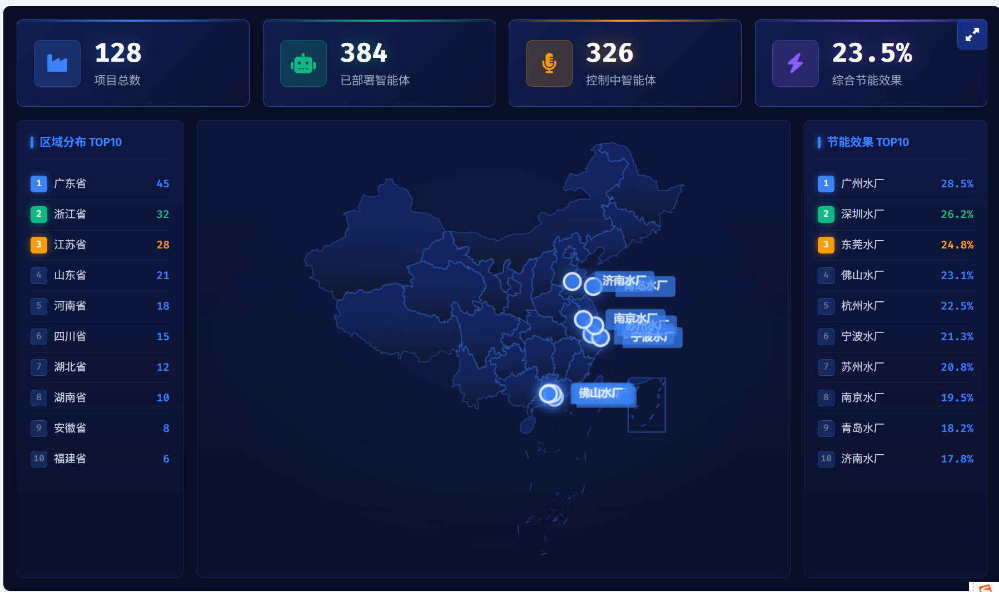 128
项目总数
384
已部署智能体
326
控制中智能体
23.5%
综合节能效果
区域分布 TOP10
1 广东省 45
2 浙江省 32
3 江苏省 28
4 山东省 21
5 河南省 18
6 四川省 15
7 湖北省 12
8 湖南省 10
9 安徽省 8
10 福建省 6
济南水厂
青岛水厂
南京水厂
苏州水厂
宁波水厂
佛山水厂
节能效果 TOP10
1 广州水厂 28.5%
2 深圳水厂 26.2%
3 东莞水厂 24.8%
4 佛山水厂 23.1%
5 杭州水厂 22.5%
6 宁波水厂 21.3%
7 苏州水厂 20.8%
8 南京水厂 19.5%
9 青岛水厂 18.2%
10 济南水厂 17.8%